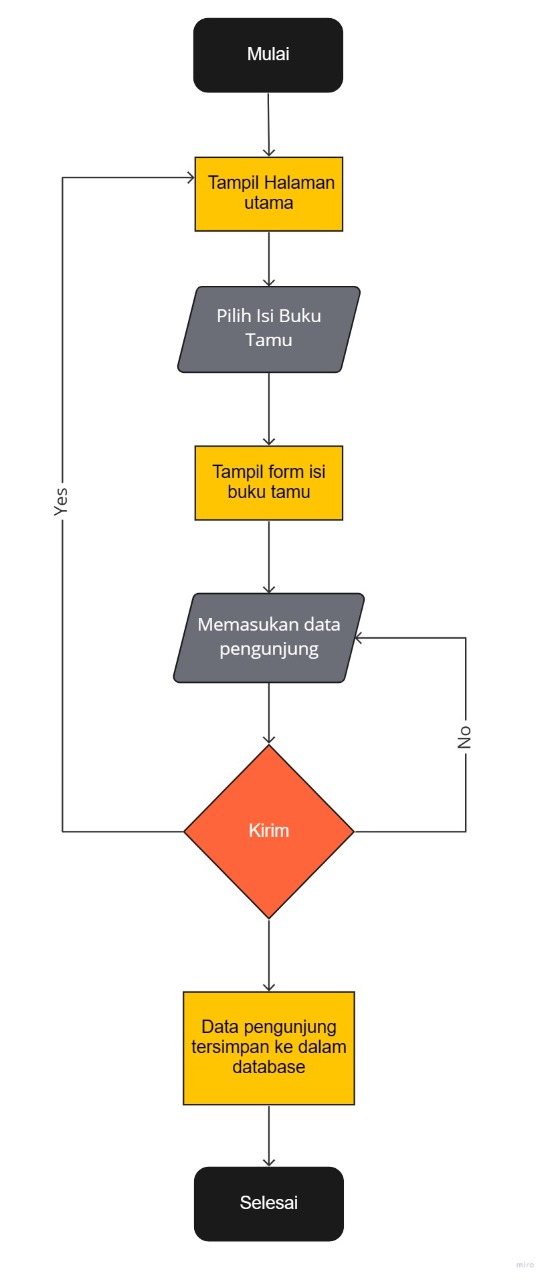 Mulai
Tampil Halaman
utama
Pilih Isi Buku
Tamu
Tampil form isi
buku tamu
Yes
Memasukan data
pengunjung
No
Kirim
Data pengunjung
tersimpan ke dalam
database
Selesai
miro